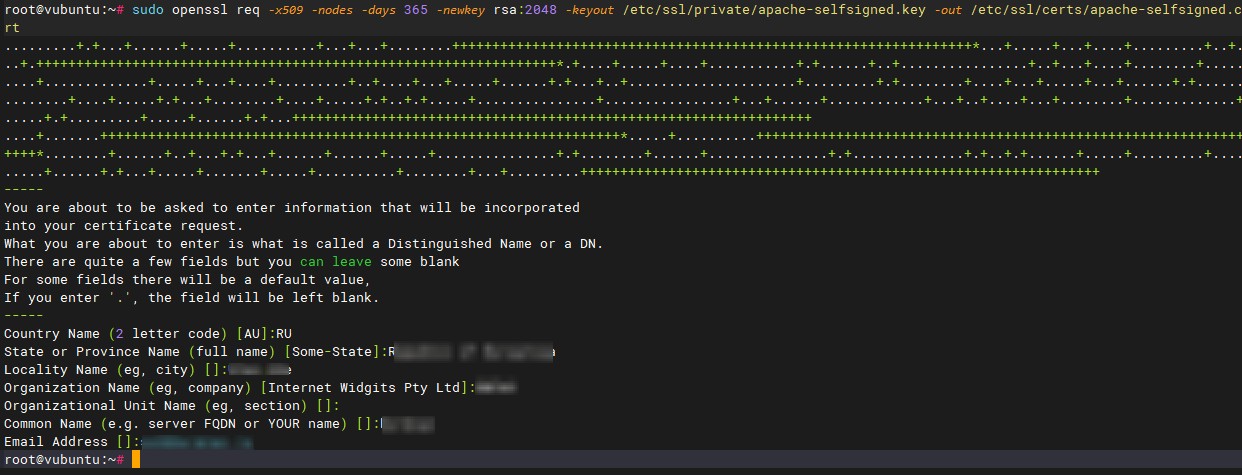 root@vubuntu:~# sudo openssl req -x509 -nodes -days 365 -newkey rsa:2048 -keyout /etc/ssl/private/apache-selfsigned.key -out /etc/ssl/certs/apache-selfsigned.c
rt
-----
You are about to be asked to enter information that will be incorporated
into your certificate request.
What you are about to enter is what is called a Distinguished Name or a DN.
There are quite a few fields but you can leave some blank
For some fields there will be a default value,
If you enter '.', the field will be left blank.
-----
Country Name (2 letter code) [AU]:RU
State or Province Name (full name) [Some-State]:
Locality Name (eg, city) []:
Organization Name (eg, company) [Internet Widgits Pty Ltd]:
Organizational Unit Name (eg, section) []:
Common Name (e.g. server FQDN or YOUR name) []:
Email Address []:
root@vubuntu:~#